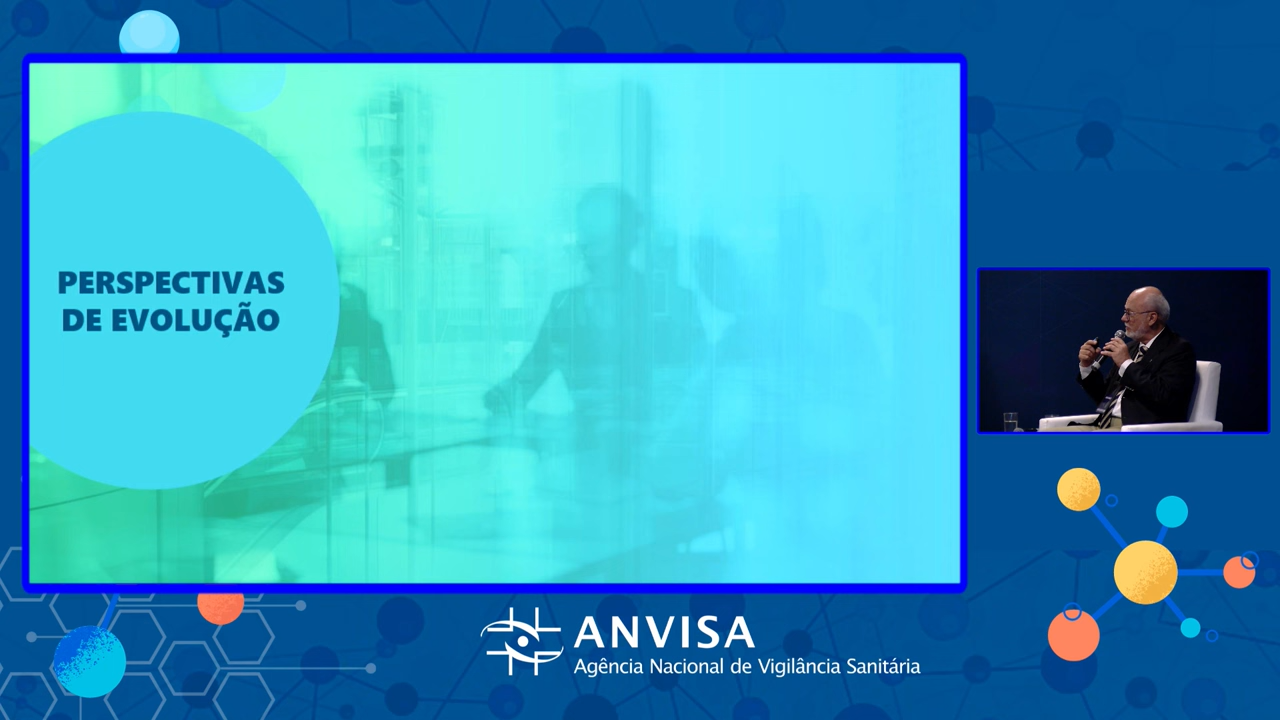 PERSPECTIVAS
DE EVOLUÇÃO
ANVISA
Agência Nacional de Vigilância Sanitária